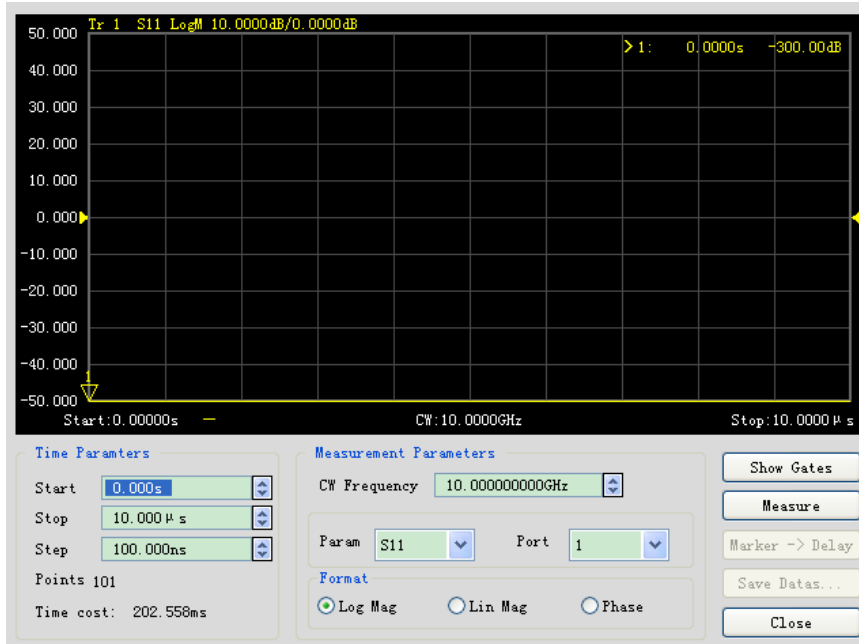 Tr 1 S11 LogM 10.0000dB/0.0000dB
50.000
>1: 0.0000s -300.00dB
40.000
30.000
20.000
10.000
0.000
-10.000
-20.000
-30.000
-40.000
1
-50.000
Start:0.00000s — CW:10.0000GHz Stop:10.0000μs
Time Paramters
Start 0.000s
Stop 10.000μs
Step 100.000ns
Points 101
Time cost: 202.558ms
Measurement Parameters
CW Frequency 10.000000000GHz
Param S11 Port 1
Format
Log Mag Lin Mag Phase
Show Gates
Measure
Marker -> Delay
Save Datas...
Close